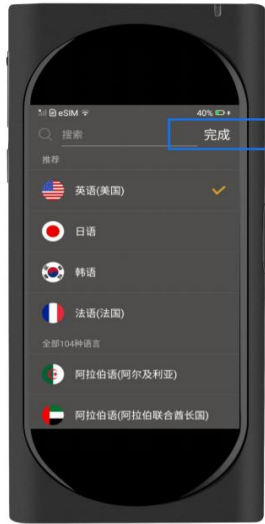 eSIM 40%
搜索 完成
推荐
英语(美国)
日语
韩语
法语(法国)
全部104种语言
阿拉伯语(阿尔及利亚)
阿拉伯语(阿拉伯联合酋长国)